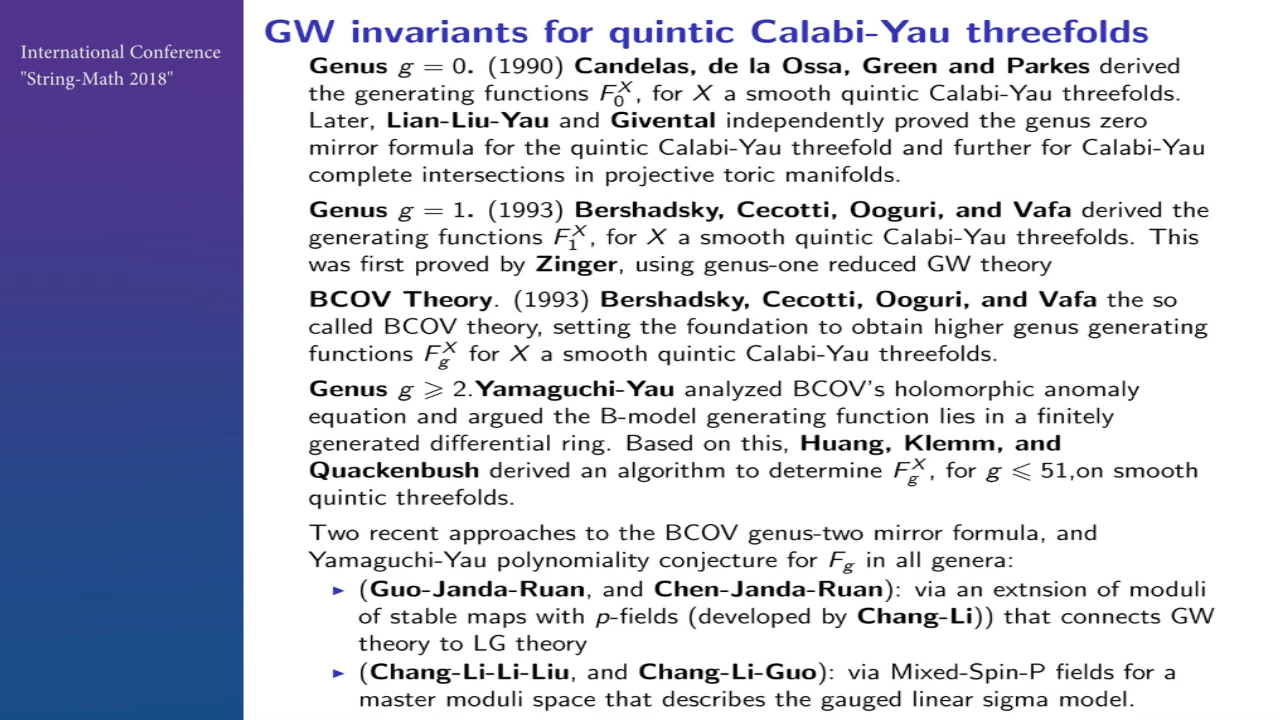 International Conference
"String-Math 2018"
GW invariants for quintic Calabi-Yau threefolds
Genus g = 0. (1990) Candelas, de la Ossa, Green and Parkes derived
the generating functions F_0^X, for X a smooth quintic Calabi-Yau threefolds.
Later, Lian-Liu-Yau and Givental independently proved the genus zero
mirror formula for the quintic Calabi-Yau threefold and further for Calabi-Yau
complete intersections in projective toric manifolds.
Genus g = 1. (1993) Bershadsky, Cecotti, Ooguri, and Vafa derived the
generating functions F_1^X, for X a smooth quintic Calabi-Yau threefolds. This
was first proved by Zinger, using genus-one reduced GW theory
BCOV Theory. (1993) Bershadsky, Cecotti, Ooguri, and Vafa the so
called BCOV theory, setting the foundation to obtain higher genus generating
functions F_g^X for X a smooth quintic Calabi-Yau threefolds.
Genus g ⩾ 2.Yamaguchi-Yau analyzed BCOV's holomorphic anomaly
equation and argued the B-model generating function lies in a finitely
generated differential ring. Based on this, Huang, Klemm, and
Quackenbush derived an algorithm to determine F_g^X, for g ⩽ 51,on smooth
quintic threefolds.
Two recent approaches to the BCOV genus-two mirror formula, and
Yamaguchi-Yau polynomiality conjecture for F_g in all genera:
► (Guo-Janda-Ruan, and Chen-Janda-Ruan): via an extnsion of moduli
of stable maps with p-fields (developed by Chang-Li)) that connects GW
theory to LG theory
► (Chang-Li-Li-Liu, and Chang-Li-Guo): via Mixed-Spin-P fields for a
master moduli space that describes the gauged linear sigma model.